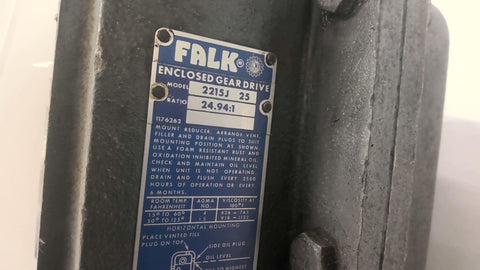 FALK®
ENCLOSED GEAR DRIVE
MODEL 2215J 25
RATIO 24.94:1
1176262
MOUNT REDUCER, ARRANGE VENT,
FILLER AND DRAIN PLUGS TO SUIT
MOUNTING POSITION AS SHOWN.
USE A FOAM RESISTANT RUST AND
OXIDATION INHIBITED MINERAL OIL.
CHECK AND MAINTAIN OIL LEVEL
WHEN UNIT IS NOT OPERATING.
DRAIN AND FLUSH EVERY 2500
HOURS OF OPERATION OR EVERY
6 MONTHS.
ROOM TEMP. FAHRENHEIT AGMA NO. VISCOSITY AT 100°F
15° TO 60° 4
50° TO 125° 5
HORIZONTAL MOUNTING
PLACE VENTED FILL
PLUG ON TOP
SIDE OIL PLUG
OIL LEVEL
TO HIGHEST